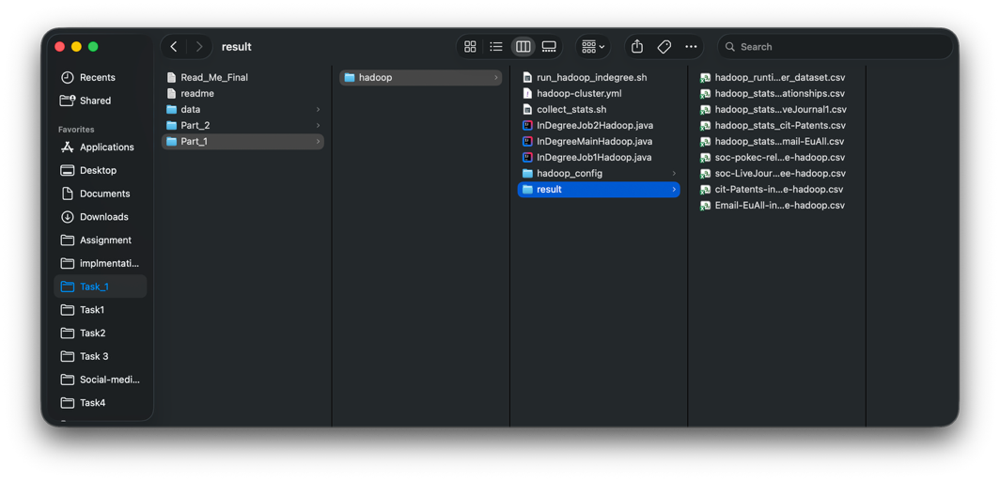 result
Search
Recents
Shared
Favorites
Applications
Desktop
Documents
Downloads
Assignment
implmentati...
Task_1
Task1
Task2
Task 3
Social-medi...
Task4
Read_Me_Final
readme
data
Part_2
Part_1
hadoop
run_hadoop_indegree.sh
hadoop-cluster.yml
collect_stats.sh
InDegreeJob2Hadoop.java
InDegreeMainHadoop.java
InDegreeJob1Hadoop.java
hadoop_config
result
hadoop_runti...er_dataset.csv
hadoop_stats...ationships.csv
hadoop_stats...veJournal1.csv
hadoop_stats_cit-Patents.csv
hadoop_stats...mail-EuAll.csv
soc-pokec-rel...e-hadoop.csv
soc-LiveJour...ee-hadoop.csv
cit-Patents-in...e-hadoop.csv
Email-EuAll-in...e-hadoop.csv